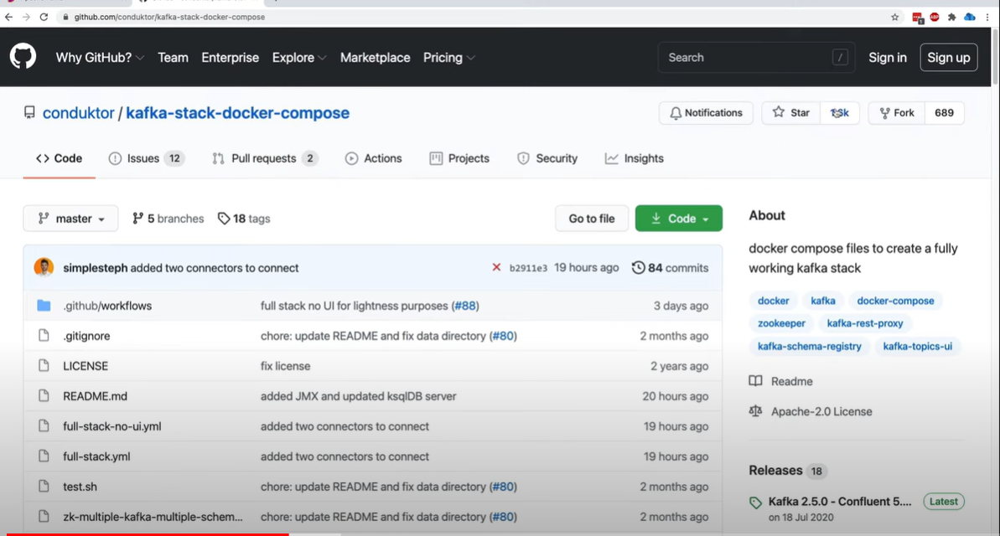 github.com/conduktor/kafka-stack-docker-compose
Why GitHub? Team Enterprise Explore Marketplace Pricing Search / Sign in Sign up
conduktor / kafka-stack-docker-compose Notifications Star Fork 689
Code Issues 12 Pull requests 2 Actions Projects Security Insights
master 5 branches 18 tags Go to file Code
simplesteph added two connectors to connect b2911e3 19 hours ago 84 commits
.github/workflows full stack no UI for lightness purposes (#88) 3 days ago
.gitignore chore: update README and fix data directory (#80) 2 months ago
LICENSE fix license 2 years ago
README.md added JMX and updated ksqlDB server 20 hours ago
full-stack-no-ui.yml added two connectors to connect 19 hours ago
full-stack.yml added two connectors to connect 19 hours ago
test.sh chore: update README and fix data directory (#80) 2 months ago
zk-multiple-kafka-multiple-schem... chore: update README and fix data directory (#80) 2 months ago
About
docker compose files to create a fully
working kafka stack
docker kafka docker-compose
zookeeper kafka-rest-proxy
kafka-schema-registry kafka-topics-ui
Readme
Apache-2.0 License
Releases 18
Kafka 2.5.0 - Confluent 5.... Latest
on 18 Jul 2020